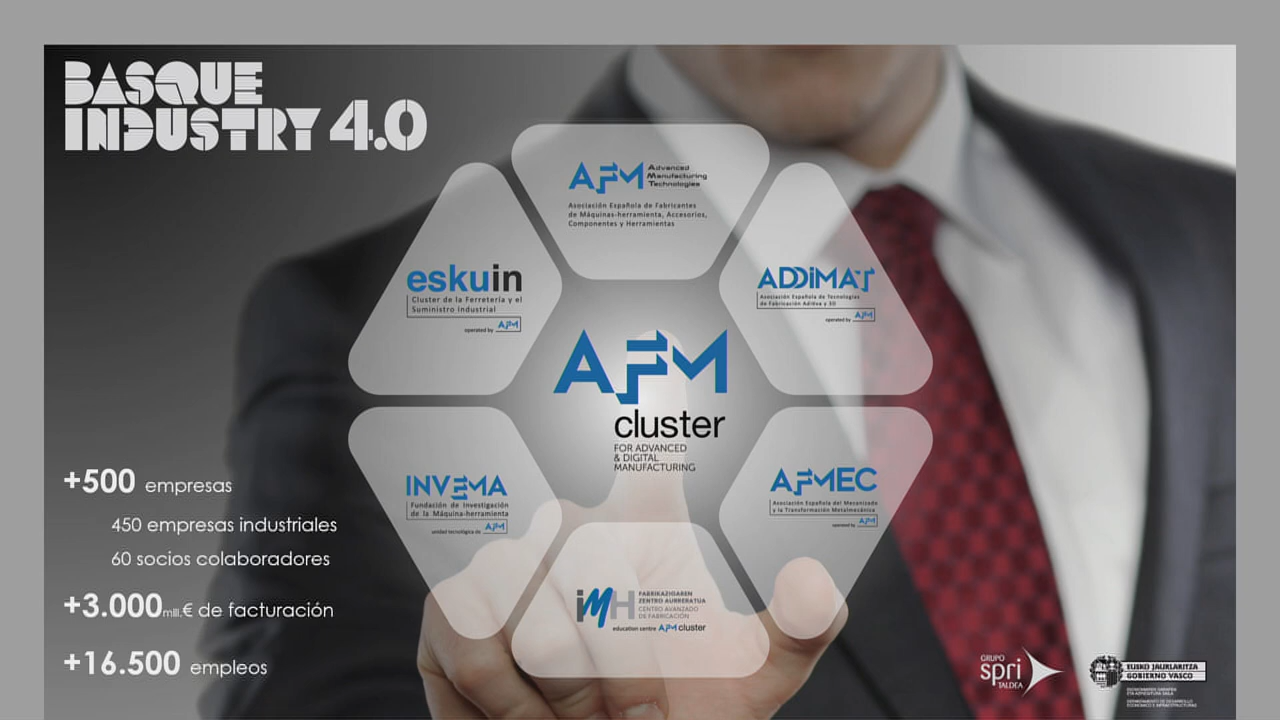 BASQUE
INDUSTRY 4.0
AFM Advanced
Manufacturing
Technologies
Asociación Española de Fabricantes
de Máquinas-herramienta, Accesorios,
Componentes y Herramientas
eskuin
Cluster de la Ferretería y el
Suministro Industrial
operated by AFM
ADDiMAT
Asociación Española de Tecnologías
de Fabricación Aditiva y 3D
operated by AFM
AFM
cluster
FOR ADVANCED
& DIGITAL
MANUFACTURING
INVEMA
Fundación de Investigación
de la Máquina-herramienta
unidad tecnológica de AFM
AFMEC
Asociación Española del Mecanizado
y la Transformación Metalmecánica
operated by AFM
iMH FABRIKAZIOAREN
ZENTRO AURRERATUA
CENTRO AVANZADO
DE FABRICACIÓN
education centre AFM cluster
+500 empresas
450 empresas industriales
60 socios colaboradores
+3.000mill.€ de facturación
+16.500 empleos
GRUPO
spri
TALDEA
EUSKO JAURLARITZA
GOBIERNO VASCO
DEPARTAMENTO DE DESARROLLO
ECONÓMICO E INFRAESTRUCTURAS